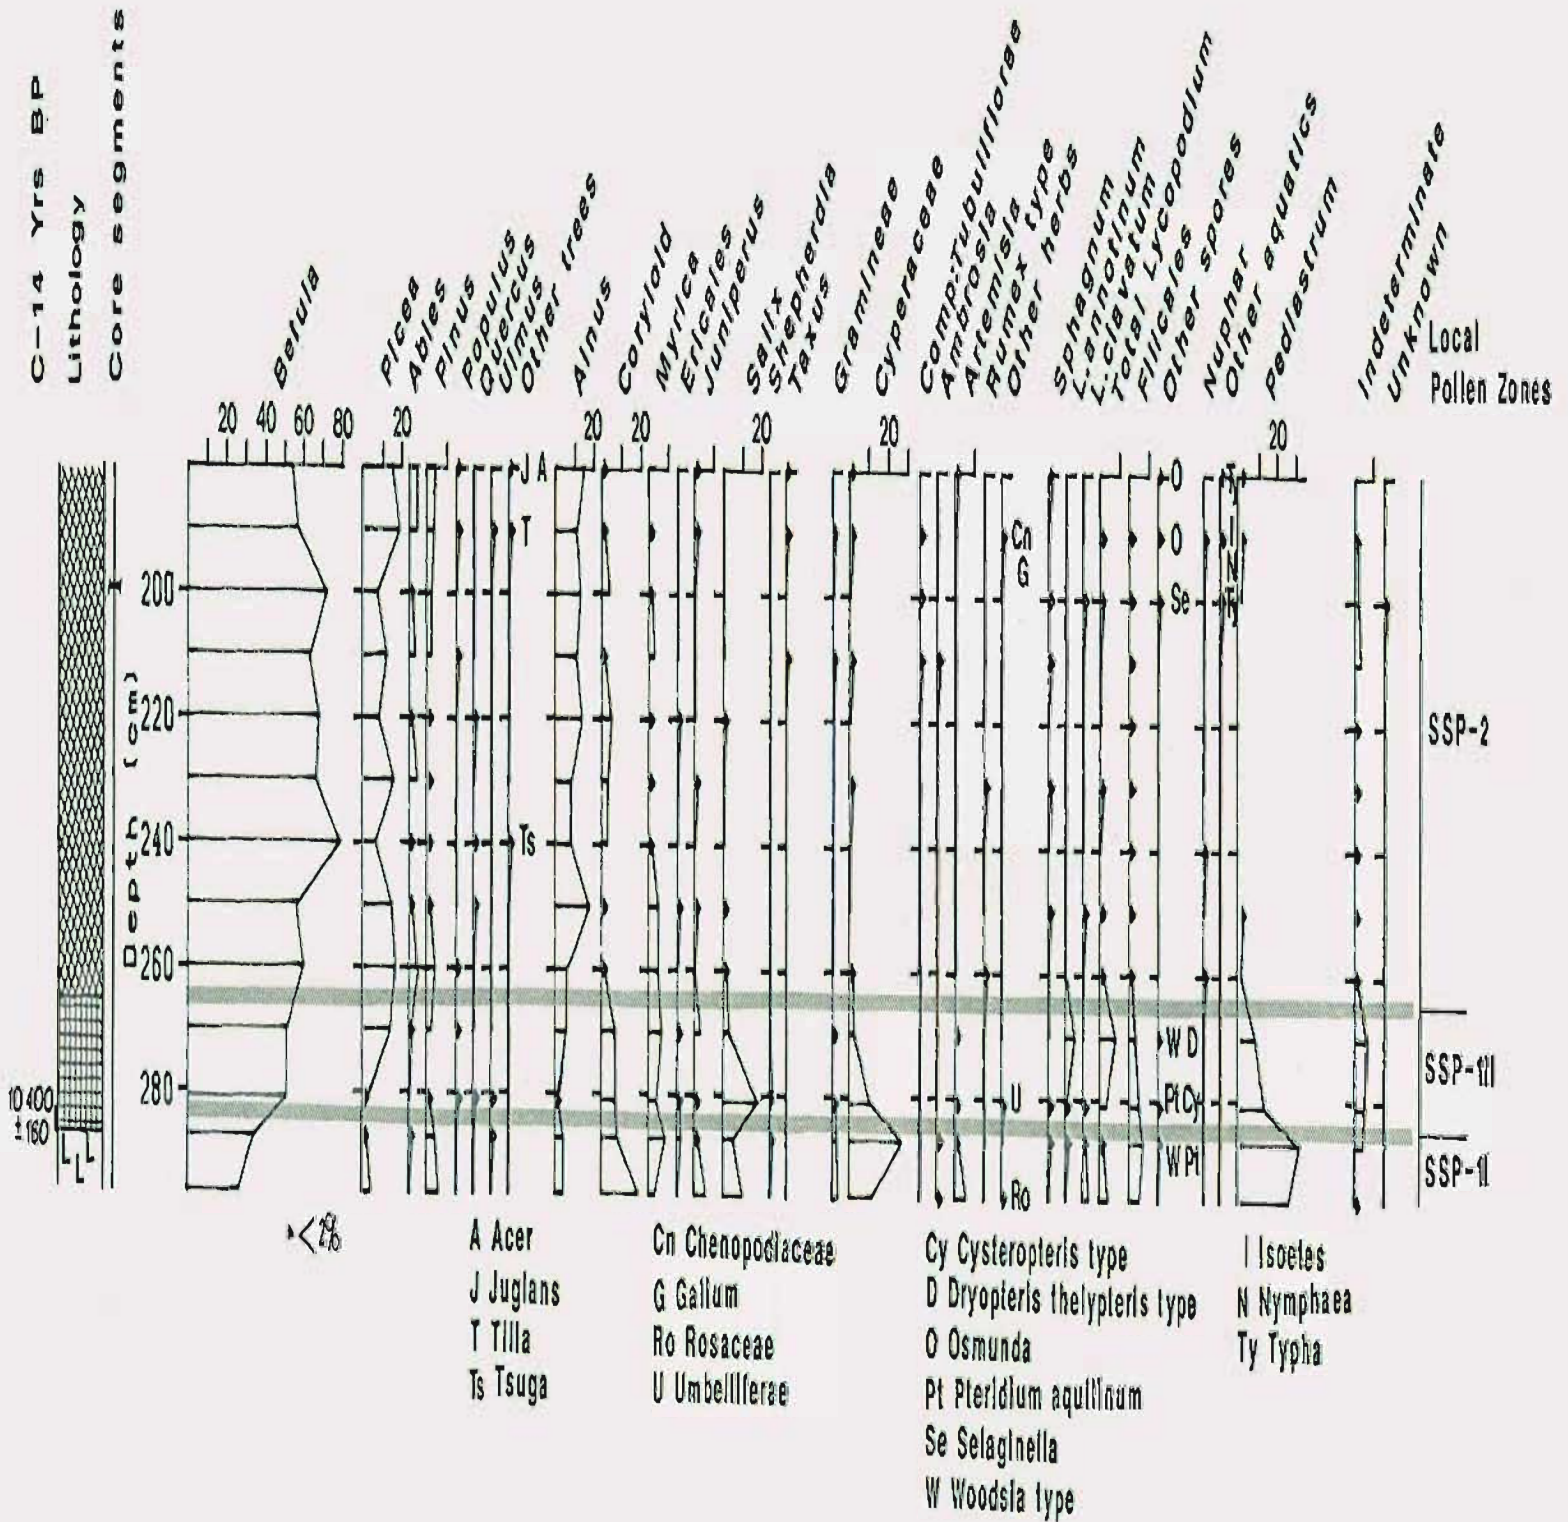 C-14 Yrs BP
Lithology
Core segments
Betula
Picea
Abies
Pinus
Populus
Quercus
Ulmus
Other trees
Alnus
Coryloid
Myrica
Ericales
Juniperus
Salix
Shepherdia
Taxus
Gramineae
Cyperaceae
Comp:Tubuliflorae
Ambrosia
Artemisia
Rumex type
Other herbs
Sphagnum
L.annotinum
L.clavatum
Total Lycopodium
Filicales
Other spores
Nuphar
Other aquatics
Pediastrum
Indeterminate
Unknown
Local
Pollen Zones
20 40 60 80 20 20 20 20 20 20
J A O Ty
T Cn O I
G N
200 Se Ty
Depth (cm)
220 SSP-2
240 Ts
260
W D
SSP-1ii
280 U Pt Cy
10 400
±160
W Pt
SSP-1i
L L L
Ro
<2%
A Acer
J Juglans
T Tilia
Ts Tsuga
Cn Chenopodiaceae
G Galium
Ro Rosaceae
U Umbelliferae
Cy Cysteropteris type
D Dryopteris thelypteris type
O Osmunda
Pt Pteridium aquilinum
Se Selaginella
W Woodsia type
I Isoetes
N Nymphaea
Ty Typha